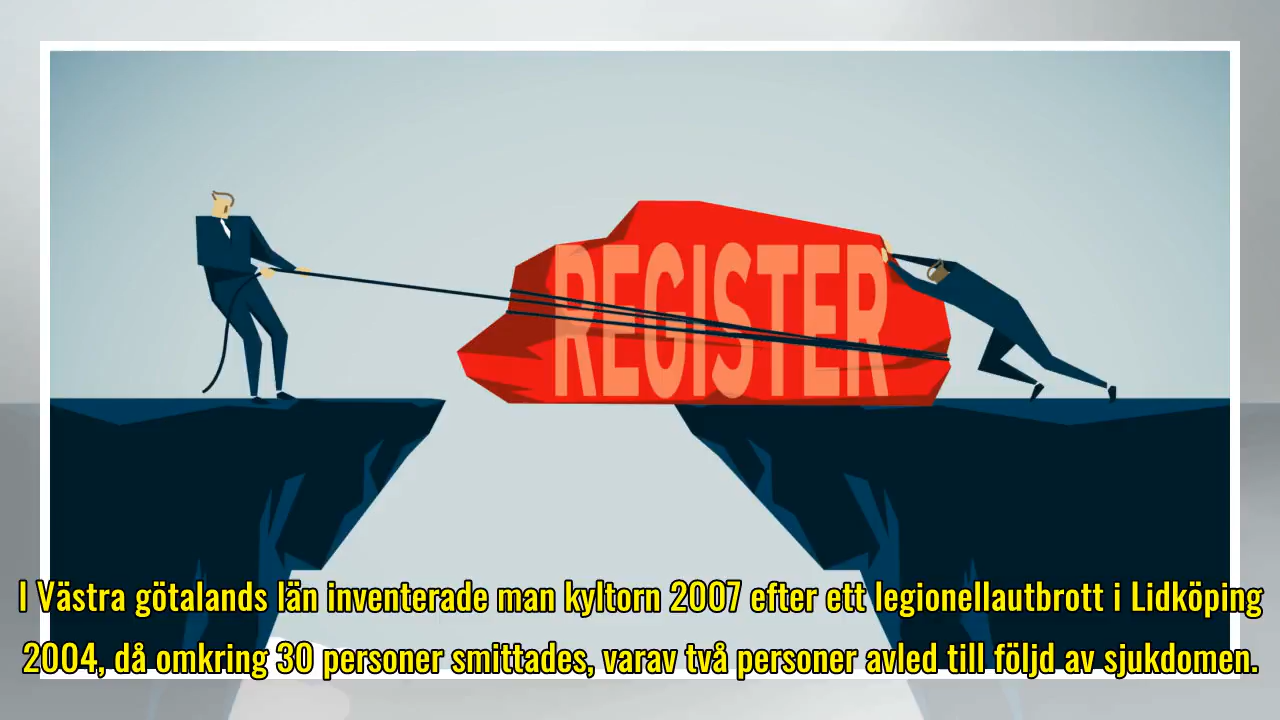 REGISTER
I Västra götalands län inventerade man kyltorn 2007 efter ett legionellautbrott i Lidköping
2004, då omkring 30 personer smittades, varav två personer avled till följd av sjukdomen.